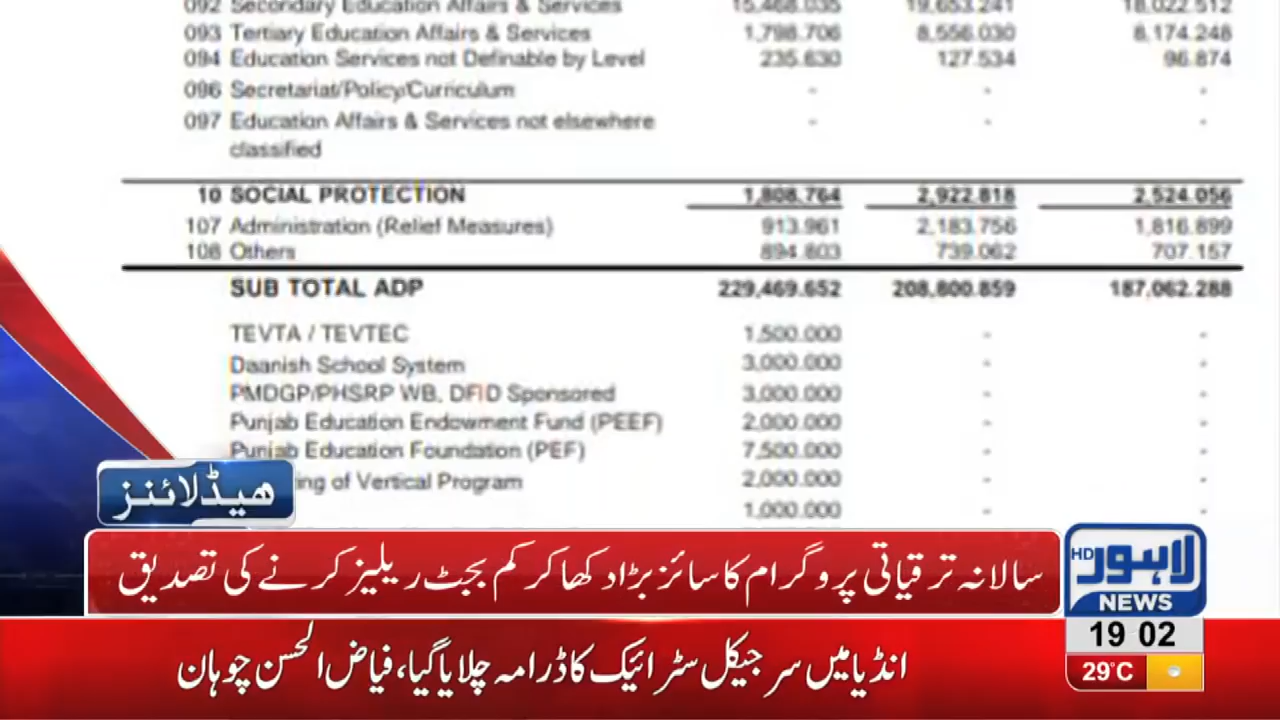 092 Secondary Education Affairs & Services 15,468.035 19,653.241 18,022.512
093 Tertiary Education Affairs & Services 1,798.706 8,556.030 8,174.248
094 Education Services not Definable by Level 235.630 127.534 96.874
096 Secretariat/Policy/Curriculum - - -
097 Education Affairs & Services not elsewhere - - -
classified
10 SOCIAL PROTECTION 1,808.764 2,922.818 2,524.056
107 Administration (Relief Measures) 913.961 2,183.756 1,816.899
108 Others 894.803 739.062 707.157
SUB TOTAL ADP 229,469.652 208,800.859 187,062.288
TEVTA / TEVTEC 1,500.000 - -
Daanish School System 3,000.000 - -
PMDGP/PHSRP WB, DFID Sponsored 3,000.000 - -
Punjab Education Endowment Fund (PEEF) 2,000.000 - -
Punjab Education Foundation (PEF) 7,500.000 - -
ing of Vertical Program 2,000.000 - -
1,000.000 - -
ہیڈلائنز
سالانہ ترقیاتی پروگرام کا سائز بڑا دکھا کر کم بجٹ ریلیز کرنے کی تصدیق
لاہور HD
NEWS
19 02
انڈیا میں سرجیکل سٹرائیک کا ڈرامہ چلایا گیا، فیاض الحسن چوہان
29°C